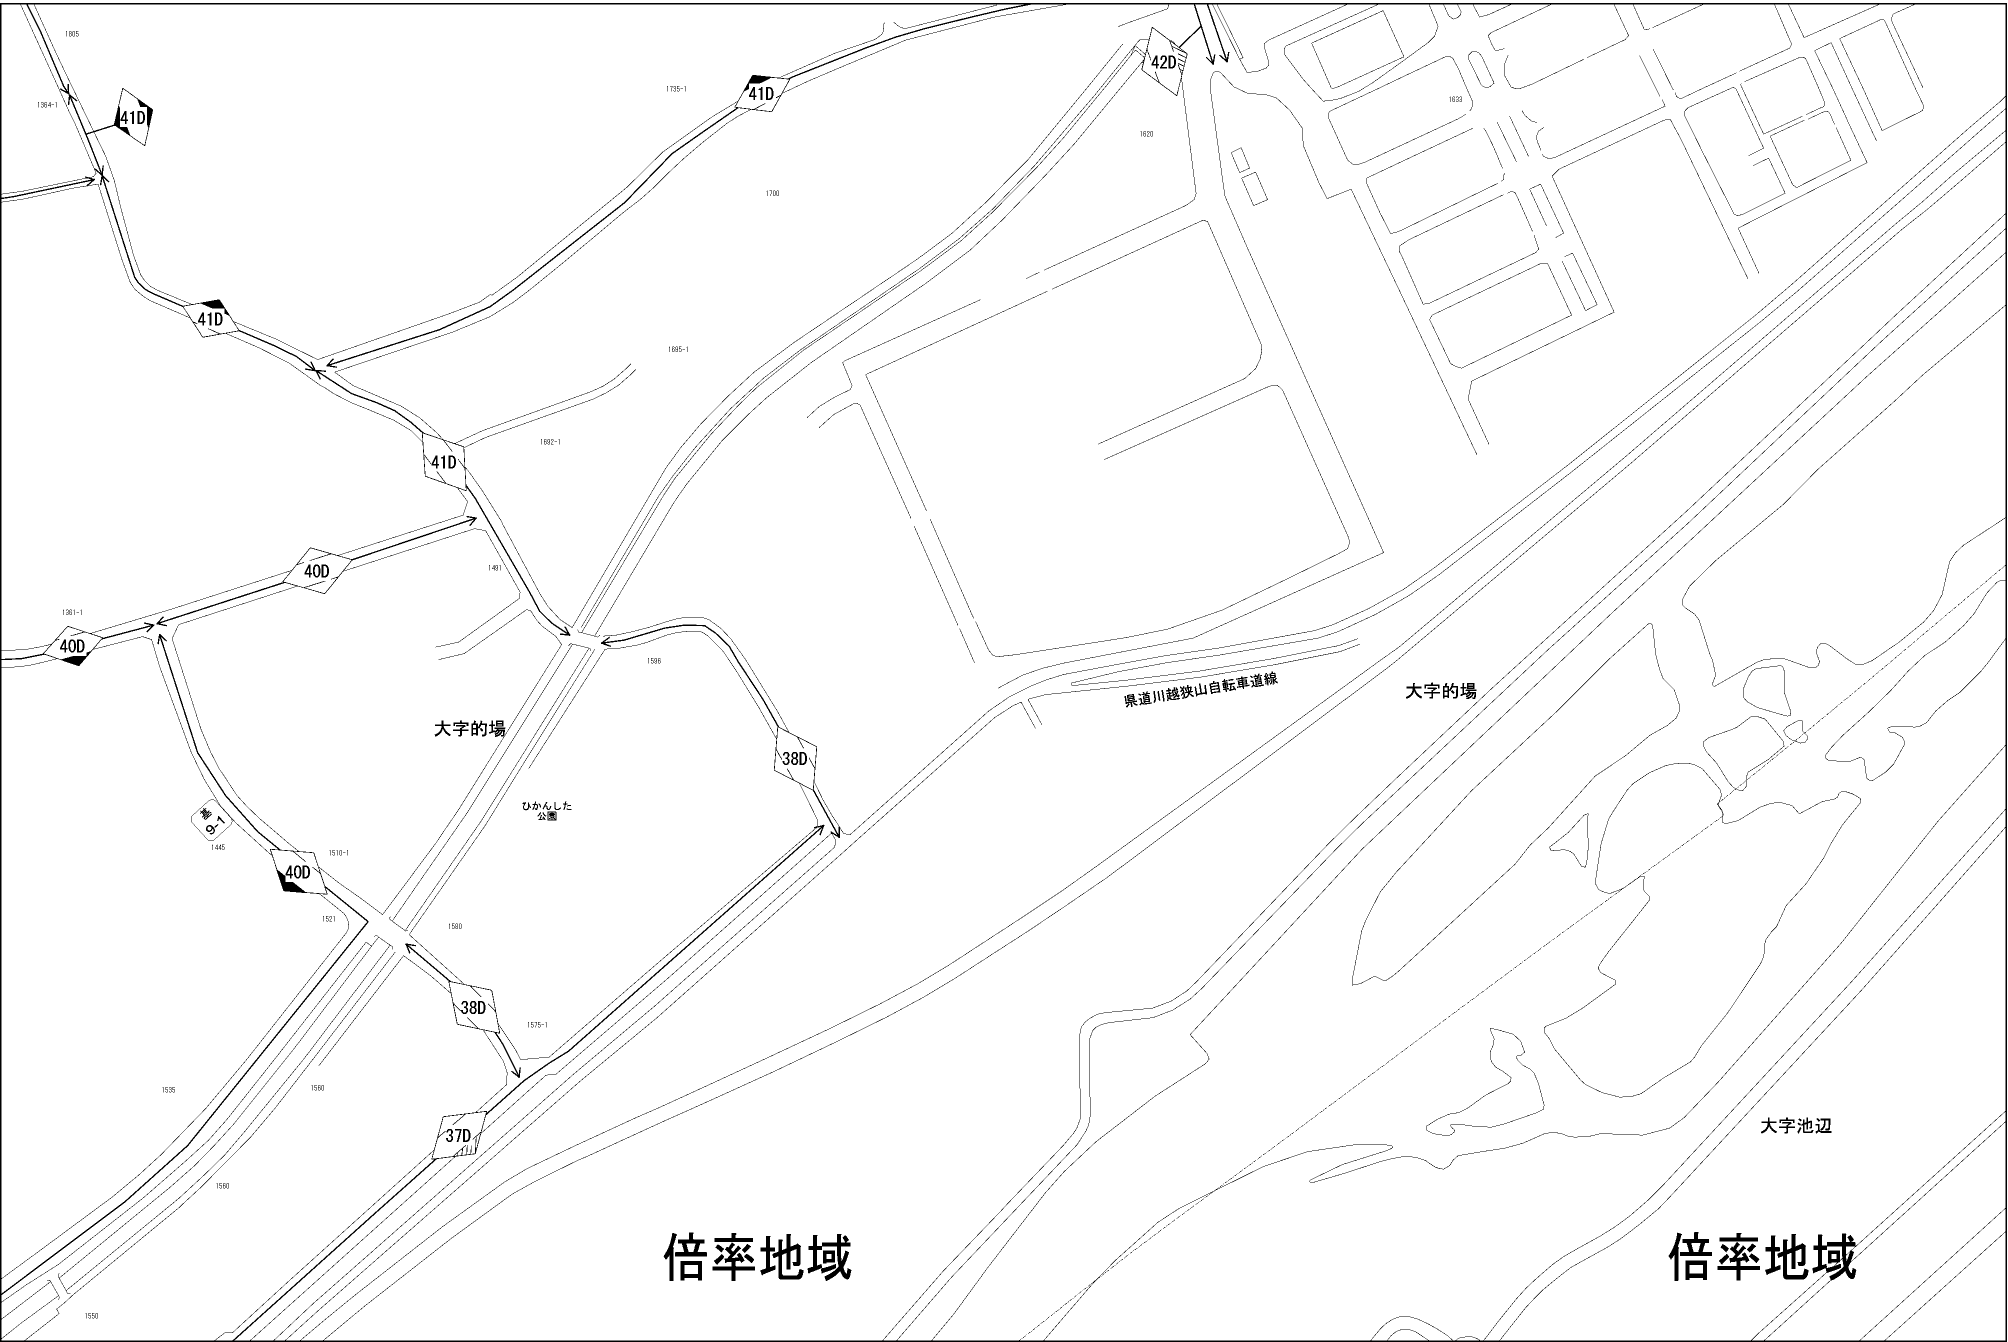 1805
1364-1
41D
1735-1
41D
42D
1620
1633
1700
41D
1695-1
1692-1
41D
1491
40D
1361-1
40D
1596
大字的場
県道川越狭山自転車道線
大字的場
38D
ひかんした
公園
基
9-1
1445
1510-1
40D
1521
1580
38D
1575-1
1535
1560
37D
大字池辺
1560
倍率地域
倍率地域
1550